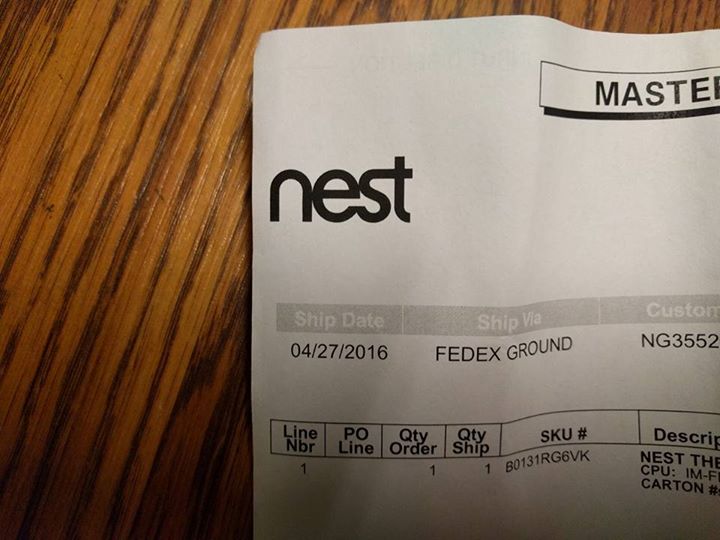 MASTE
nest
Ship Date Ship Via Custom
04/27/2016 FEDEX GROUND NG3552
Line Nbr PO Line Qty Order Qty Ship SKU # Descrip
1 1 1 B0131RG6VK NEST THE
CPU: IM-F
CARTON #